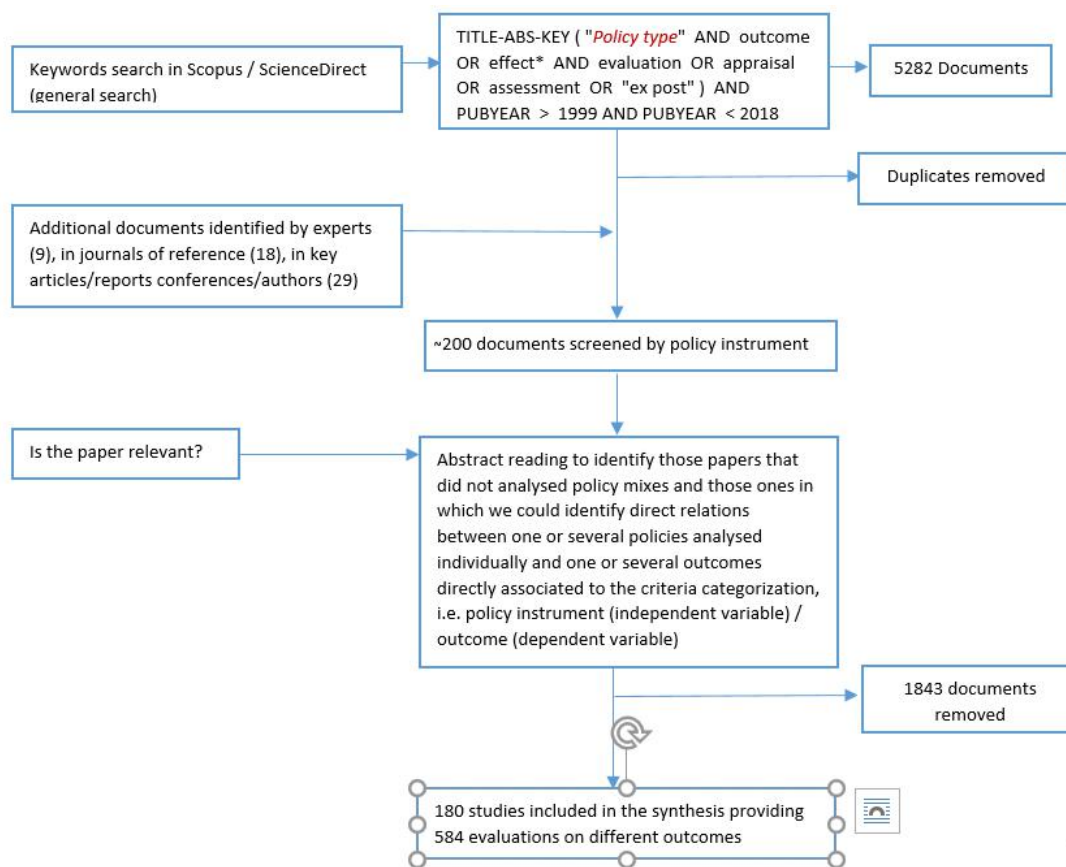 Keywords search in Scopus / ScienceDirect
(general search)
TITLE-ABS-KEY ( "Policy type" AND outcome
OR effect* AND evaluation OR appraisal
OR assessment OR "ex post" ) AND
PUBYEAR > 1999 AND PUBYEAR < 2018
5282 Documents
Duplicates removed
Additional documents identified by experts
(9), in journals of reference (18), in key
articles/reports conferences/authors (29)
~200 documents screened by policy instrument
Is the paper relevant?
Abstract reading to identify those papers that
did not analysed policy mixes and those ones in
which we could identify direct relations
between one or several policies analysed
individually and one or several outcomes
directly associated to the criteria categorization,
i.e. policy instrument (independent variable) /
outcome (dependent variable)
1843 documents
removed
180 studies included in the synthesis providing
584 evaluations on different outcomes